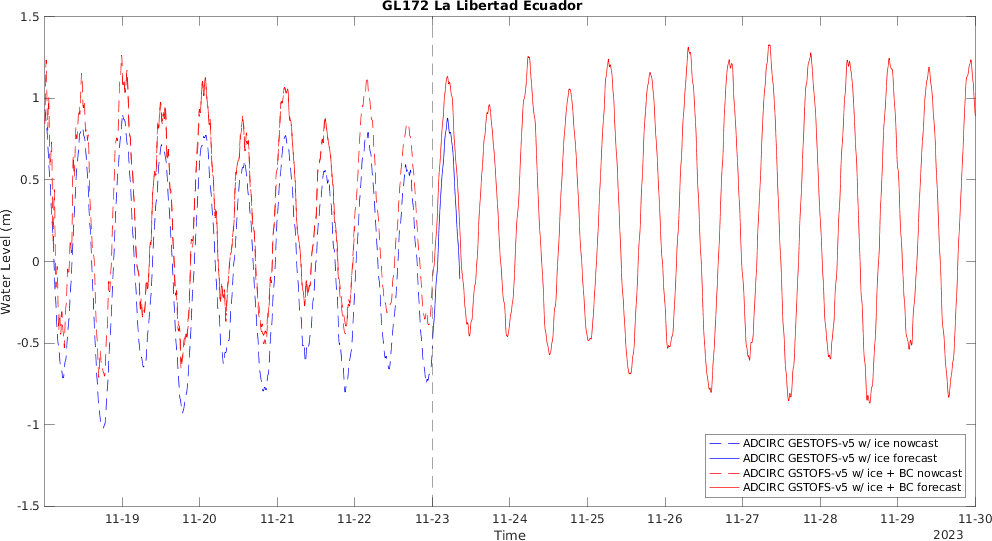 GL172 La Libertad Ecuador
1.5
1
0.5
0
-0.5
-1
-1.5
Water Level (m)
11-19 11-20 11-21 11-22 11-23 11-24 11-25 11-26 11-27 11-28 11-29 11-30
Time
2023
ADCIRC GESTOFS-v5 w/ ice nowcast
ADCIRC GESTOFS-v5 w/ ice forecast
ADCIRC GSTOFS-v5 w/ ice + BC nowcast
ADCIRC GSTOFS-v5 w/ ice + BC forecast